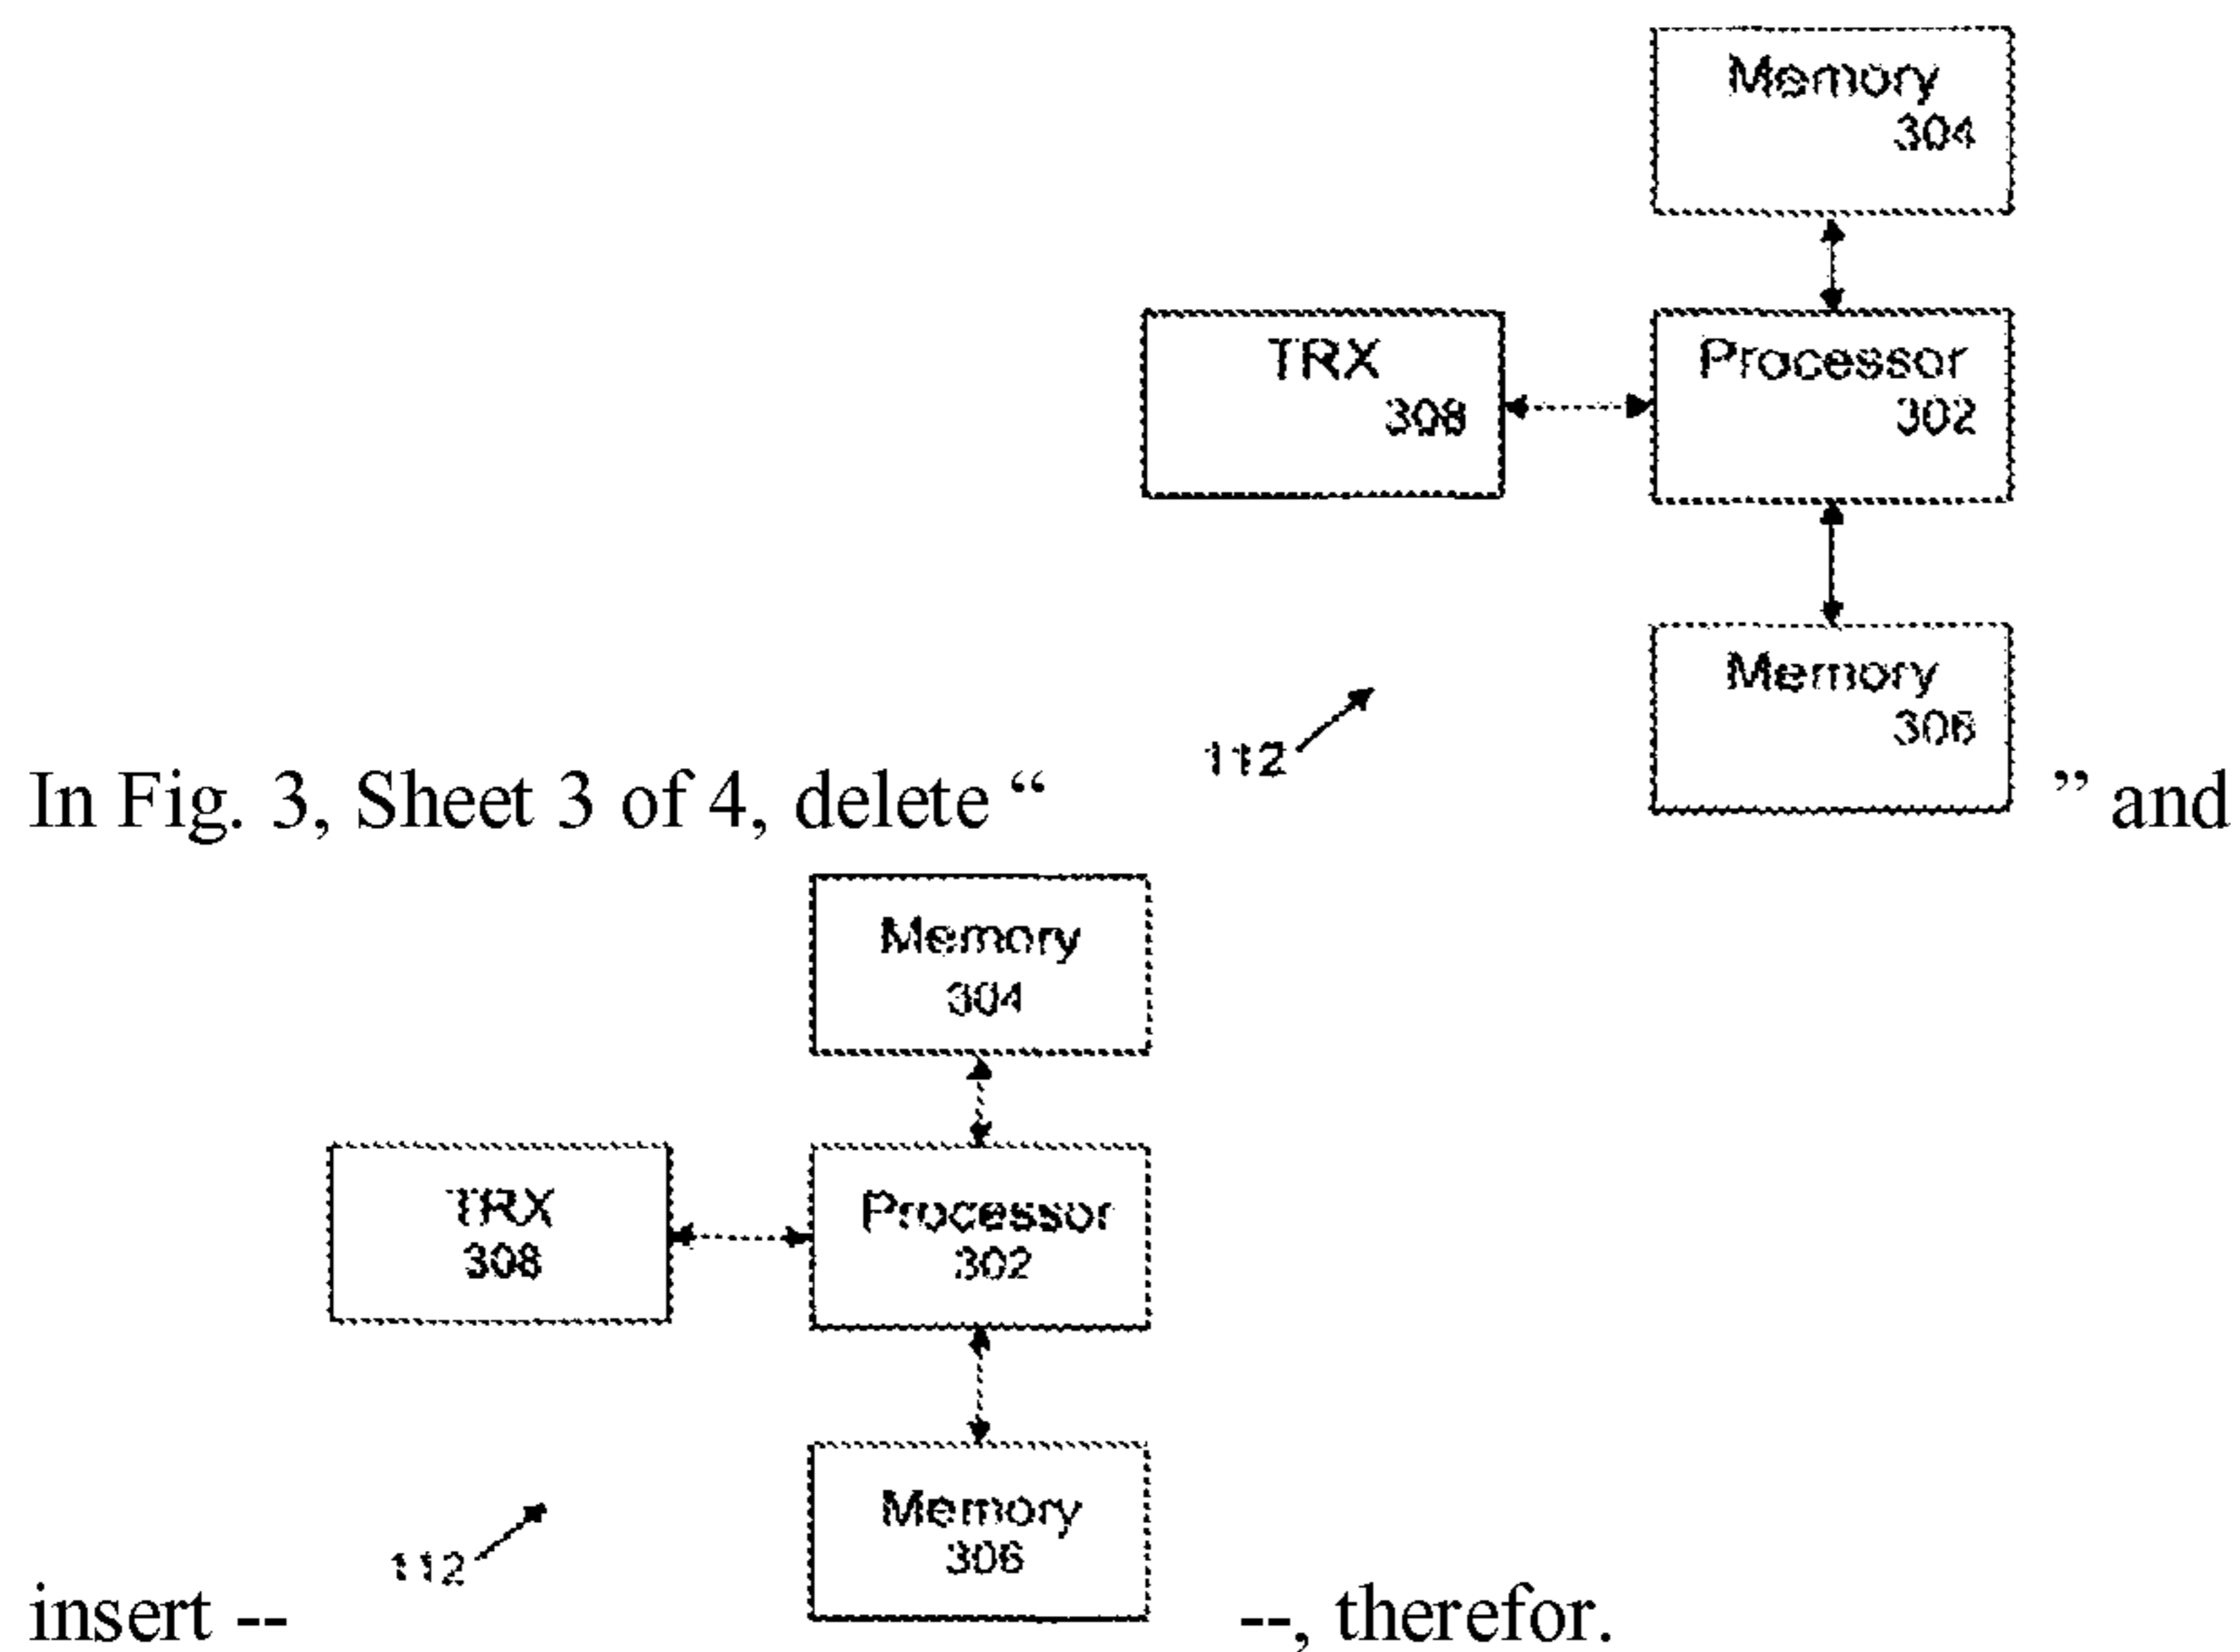 Memory
304
TRX
308
Processor
302
Memory
306
112
In Fig. 3, Sheet 3 of 4, delete “ ” and
Memory
304
TRX
308
Processor
302
Memory
306
112
insert -- --, therefor.